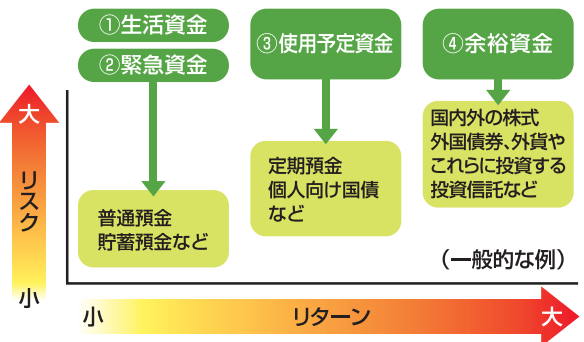 ①生活資金
②緊急資金
③使用予定資金
④余裕資金
大
リスク
小
普通預金
貯蓄預金など
定期預金
個人向け国債
など
国内外の株式
外国債券、外貨や
これらに投資する
投資信託など
(一般的な例)
小
リターン
大